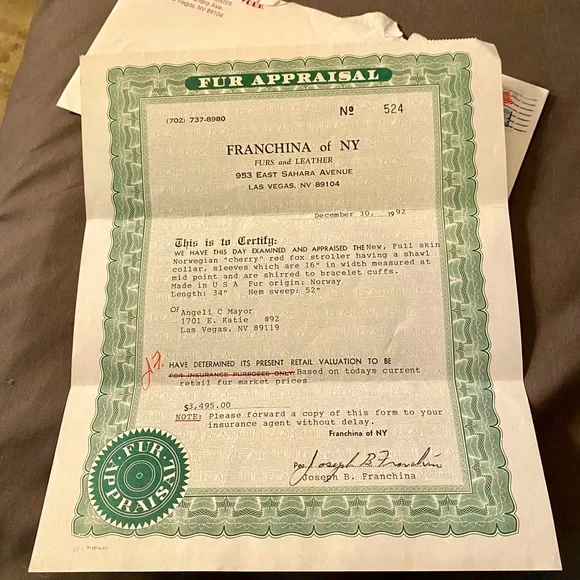 Ave.
Vegas, NV 89104
FUR APPRAISAL
(702) 737-8980
Nº 524
FRANCHINA of NY
FURS and LEATHER
953 EAST SAHARA AVENUE
LAS VEGAS, NV 89104
December 30, 1992
This is to Certify:
WE HAVE THIS DAY EXAMINED AND APPRAISED THE New, Full skin
Norwegian "cherry" red fox stroller having a shawl
collar, sleeves which are 16" in width measured at
mid point and are shirred to bracelet cuffs.
Made in U S A Fur origin: Norway
Length: 34" Hem sweep: 52"
Of Angeli C Mayor
1701 E. Katie #92
Las Vegas, NV 89119
J.F.
HAVE DETERMINED ITS PRESENT RETAIL VALUATION TO BE
FOR INSURANCE PURPOSES ONLY: Based on todays current
retail fur market prices
$3,495.00
NOTE: Please forward a copy of this form to your
insurance agent without delay.
Franchina of NY
Per Joseph B. Franchina
Joseph B. Franchina
FUR APPRAISAL